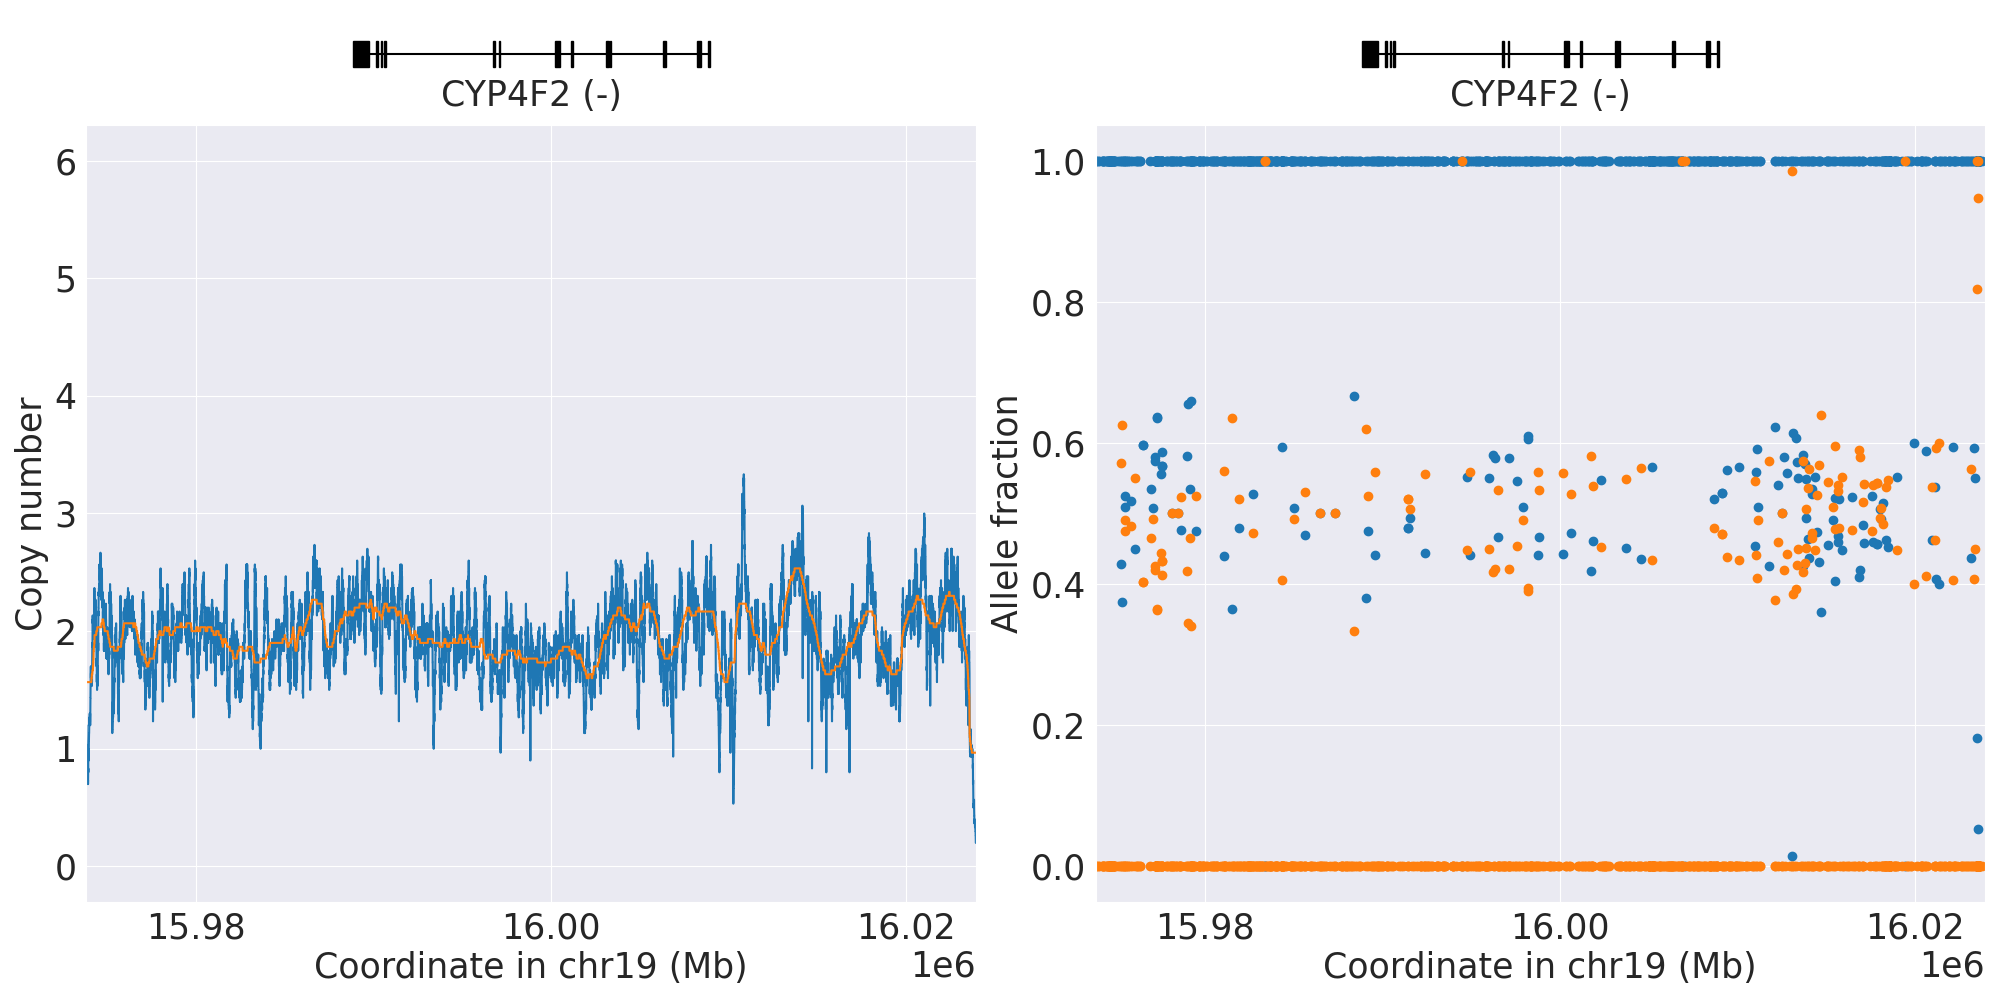 CYP4F2 (-)
6
5
4
3
2
1
0
Copy number
15.98
16.00
16.02
Coordinate in chr19 (Mb)
1e6
CYP4F2 (-)
1.0
0.8
0.6
0.4
0.2
0.0
Allele fraction
15.98
16.00
16.02
Coordinate in chr19 (Mb)
1e6